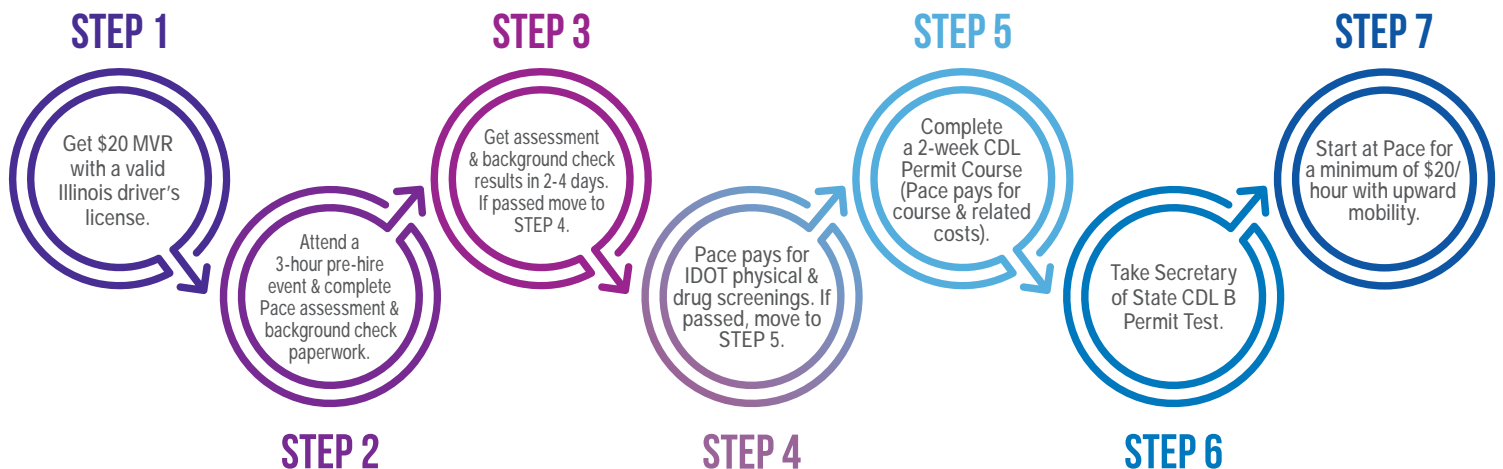 STEP 1
Get $20 MVR
with a valid
Illinois driver's
license.
STEP 2
Attend a
3-hour pre-hire
event & complete
Pace assessment &
background check
paperwork.
STEP 3
Get assessment
& background check
results in 2-4 days.
If passed move to
STEP 4.
STEP 4
Pace pays for
IDOT physical &
drug screenings. If
passed, move to
STEP 5.
STEP 5
Complete
a 2-week CDL
Permit Course
(Pace pays for
course & related
costs).
STEP 6
Take Secretary
of State CDL B
Permit Test.
STEP 7
Start at Pace for
a minimum of $20/
hour with upward
mobility.